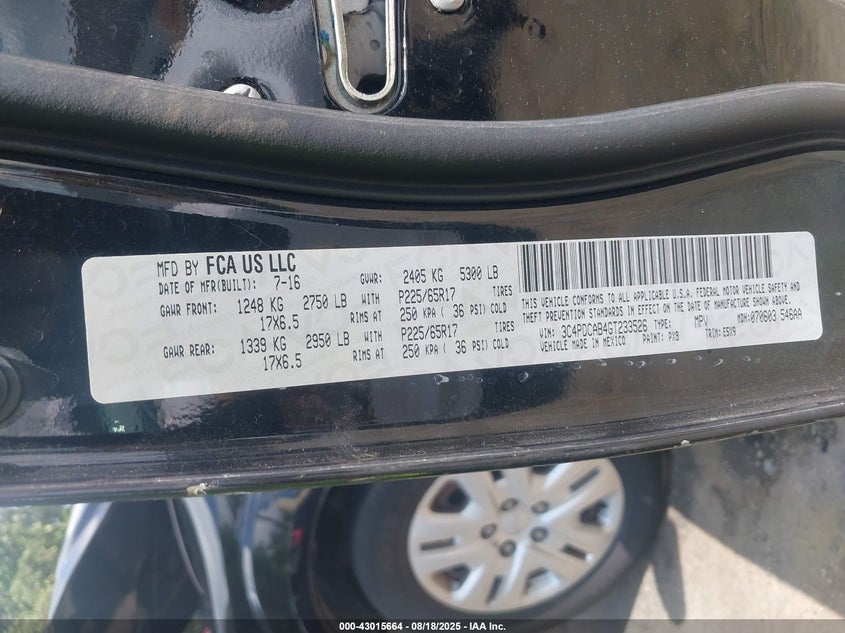 MFD BY FCA US LLC
DATE OF MFR(BUILT): 7-16 GVWR: 2405 KG 5300 LB
GAWR FRONT: 1248 KG 2750 LB WITH P225/65R17 TIRES
17X6.5 RIMS AT 250 KPA ( 36 PSI) COLD
GAWR REAR: 1339 KG 2950 LB WITH P225/65R17 TIRES
17X6.5 RIMS AT 250 KPA ( 36 PSI) COLD
THIS VEHICLE CONFORMS TO ALL APPLICABLE U.S.A. FEDERAL MOTOR VEHICLE SAFETY AND
THEFT PREVENTION STANDARDS IN EFFECT ON THE DATE OF MANUFACTURE SHOWN ABOVE.
VIN: 3C4PDCAB4GT233526 TYPE: MPV MDH: 070603 546AA
VEHICLE MADE IN MEXICO PAINT: PX8 TRIM: E5X9
000-43015664 / 08/18/2025 - IAA Inc.